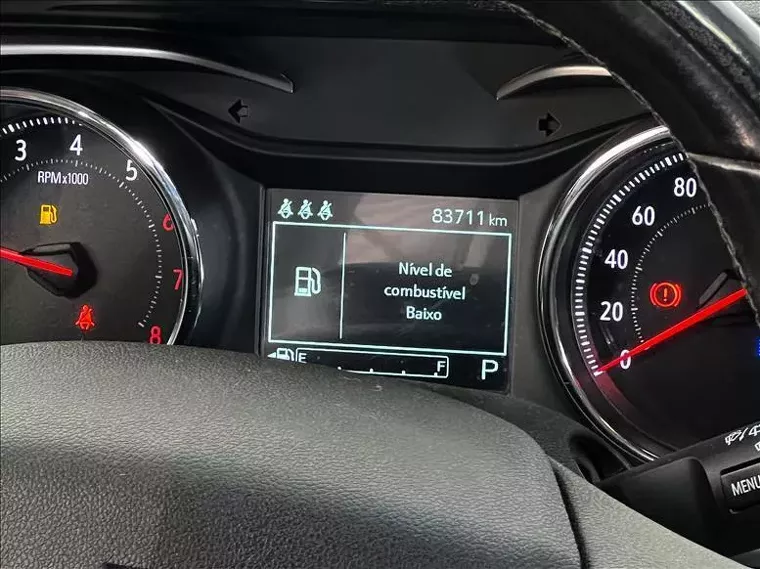 3 4 5 6 7 8
RPMx1000
83711 km
Nível de
combustível
Baixo
E F P
0 20 40 60 80
MENU